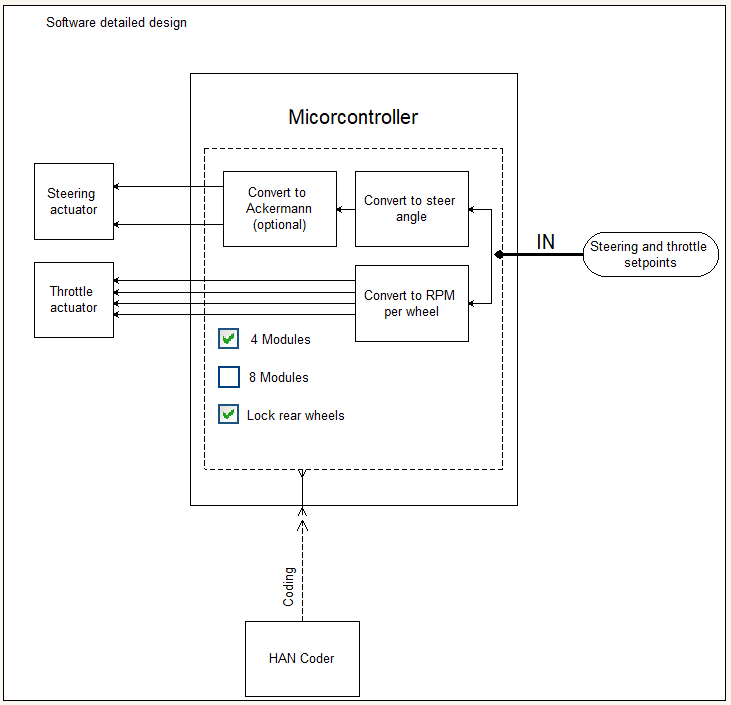 Software detailed design
Micorcontroller
Steering
actuator
Convert to
Ackermann
(optional)
Convert to steer
angle
IN
Steering and throttle
setpoints
Throttle
actuator
Convert to RPM
per wheel
4 Modules
8 Modules
Lock rear wheels
Coding
HAN Coder